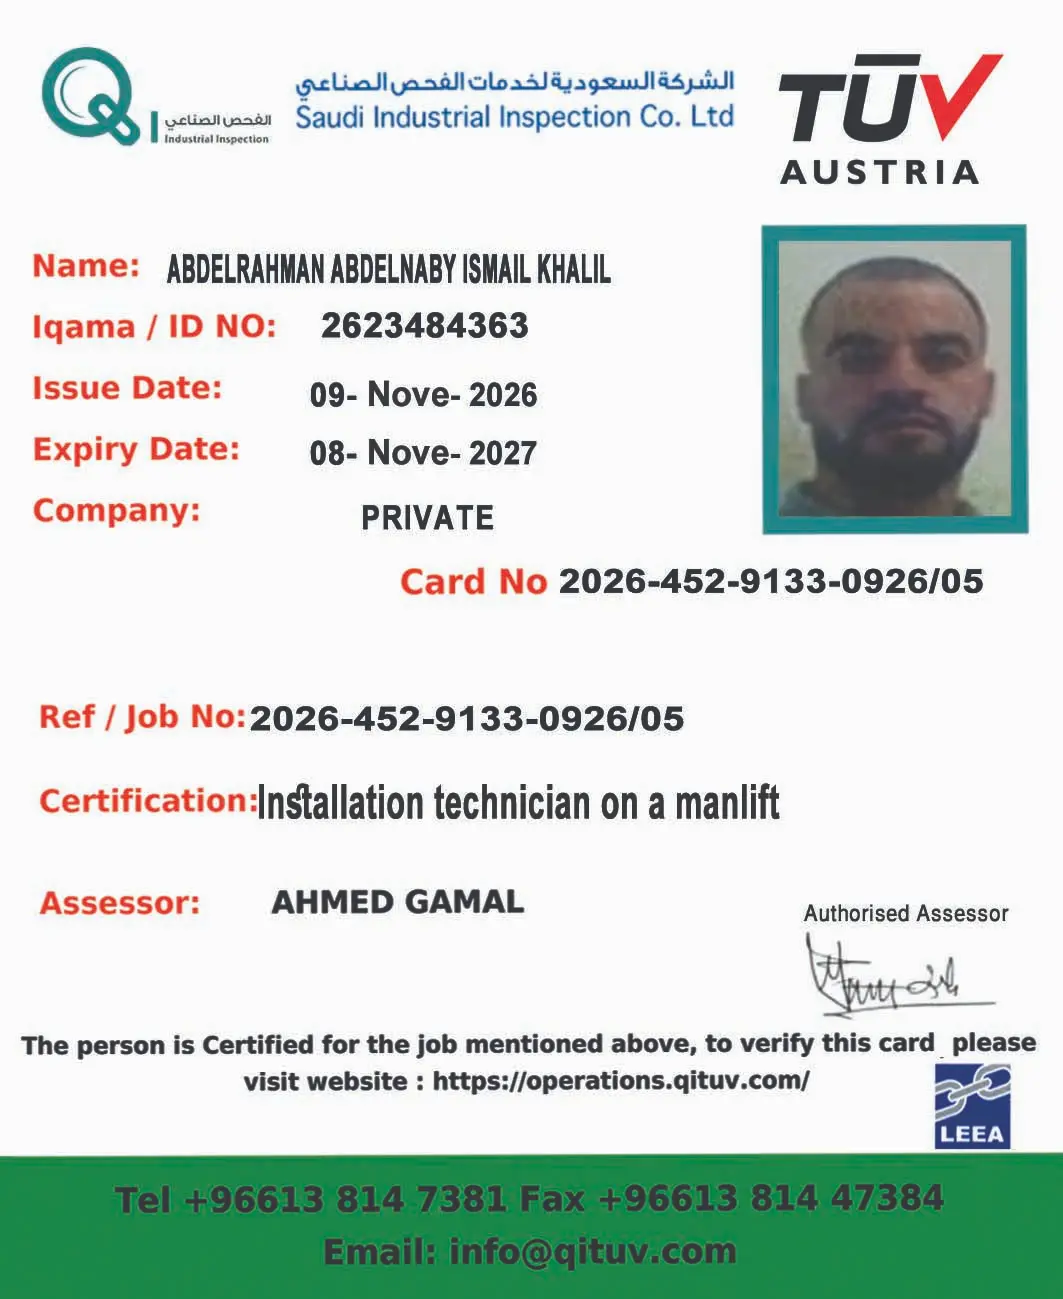 الفحص الصناعي
Industrial Inspection
الشركة السعودية لخدمات الفحص الصناعي
Saudi Industrial Inspection Co. Ltd
TÜV
AUSTRIA
Name: ABDELRAHMAN ABDELNABY ISMAIL KHALIL
Iqama / ID NO: 2623484363
Issue Date: 09- Nove- 2026
Expiry Date: 08- Nove- 2027
Company: PRIVATE
Card No 2026-452-9133-0926/05
Ref / Job No: 2026-452-9133-0926/05
Certification: Installation technician on a manlift
Assessor: AHMED GAMAL
Authorised Assessor
The person is Certified for the job mentioned above, to verify this card please
visit website : https://operations.qituv.com/
LEEA
Tel +96613 814 7381 Fax +96613 814 47384
Email: info@qituv.com